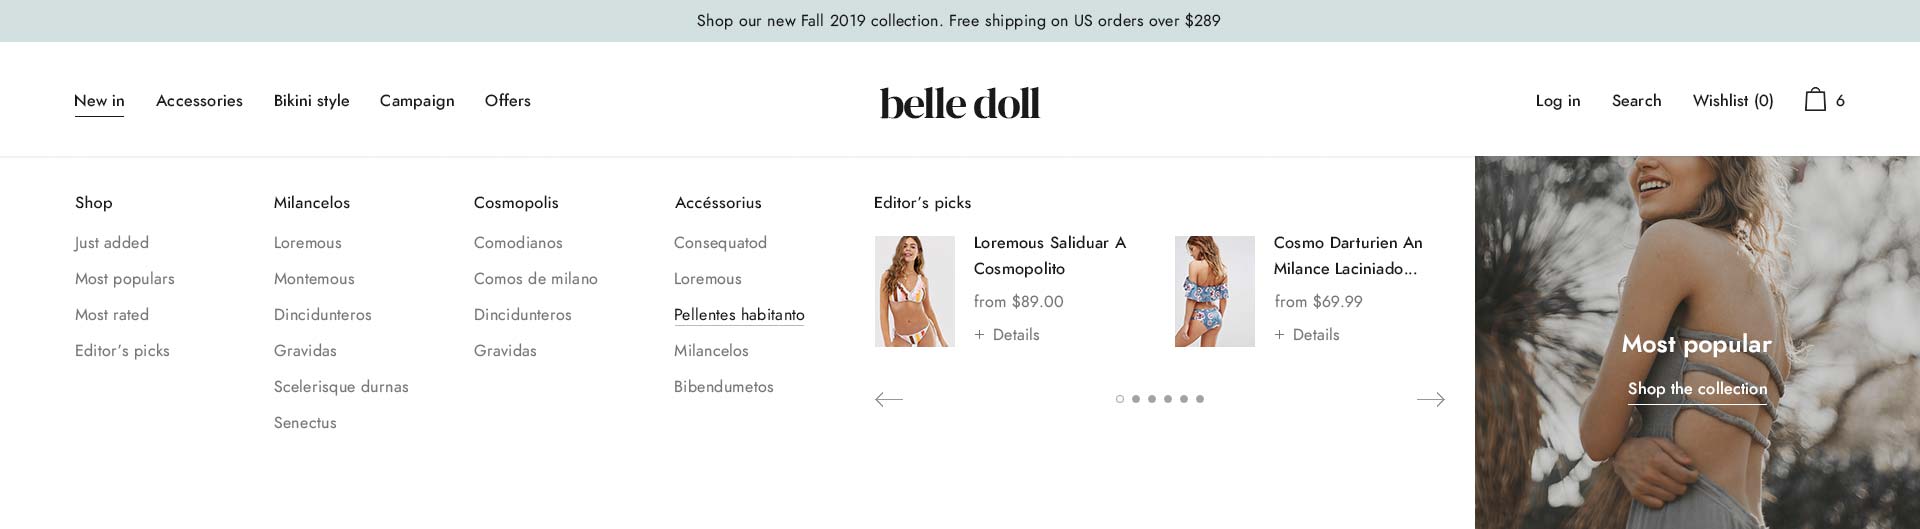 Shop our new Fall 2019 collection. Free shipping on US orders over $289
New in
Accessories
Bikini style
Campaign
Offers
belle doll
Log in
Search
Wishlist (0)
6
Shop
Just added
Most populars
Most rated
Editor's picks
Milancelos
Loremous
Montemous
Dincidunteros
Gravidas
Scelerisque durnas
Senectus
Cosmopolis
Comodianos
Comos de milano
Dincidunteros
Gravidas
Accésorius
Consequatod
Loremous
Pellentes habitanto
Milancelos
Bibendumetos
Editor's picks
Loremous Saliduar A
Cosmopolito
from $89.00
+ Details
Cosmo Darturien An
Milance Laciniado...
from $69.99
+ Details
Most popular
Shop the collection